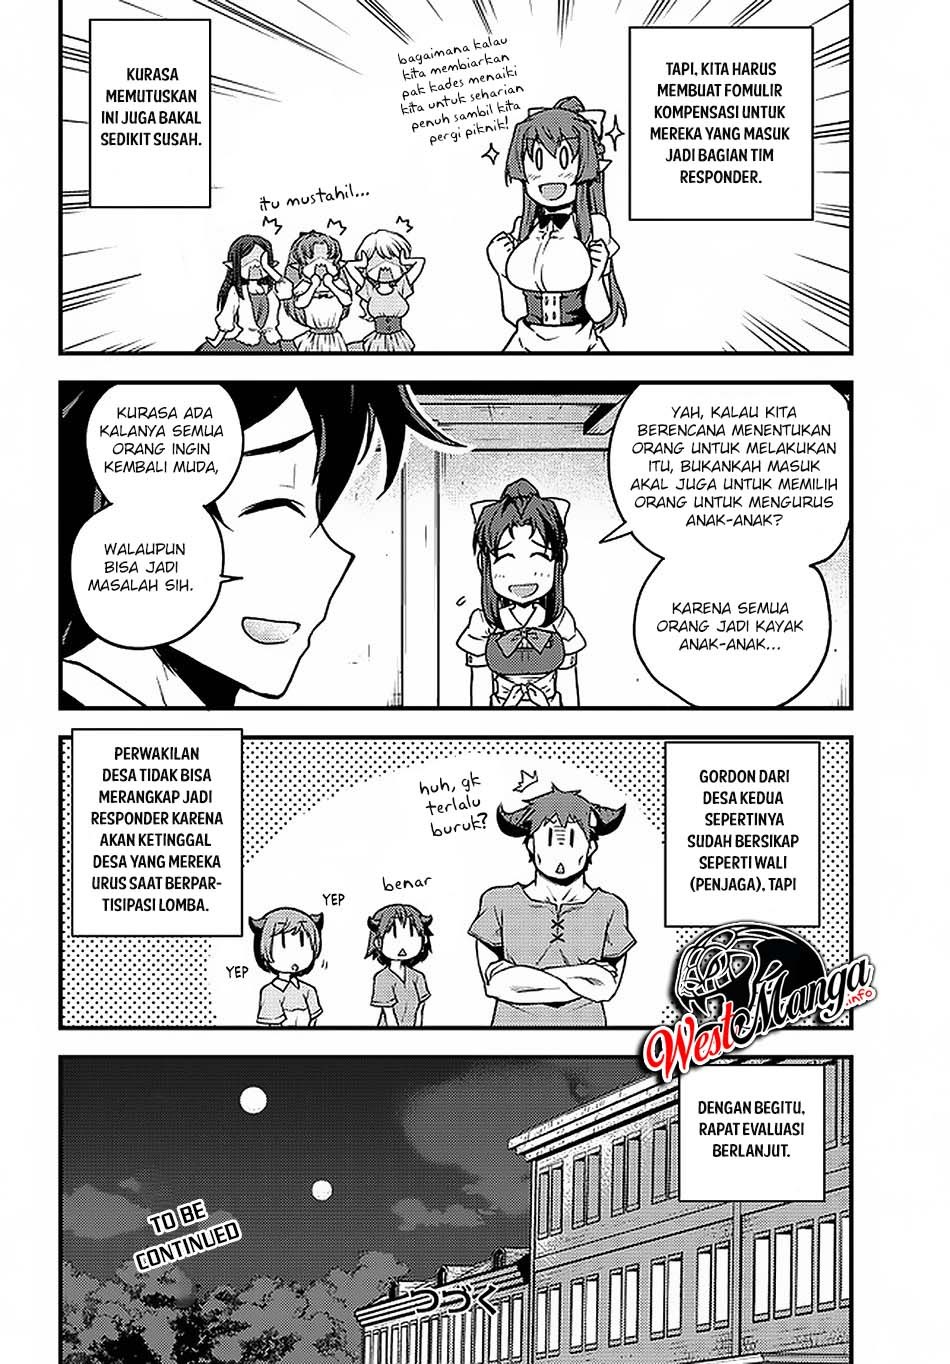 TAPI, KITA HARUS
MEMBUAT FOMULIR
KOMPENSASI UNTUK
MEREKA YANG MASUK
JADI BAGIAN TIM
RESPONDER.
bagaimana kalau
kita membiarkan
pak kades menaiki
kita untuk seharian
penuh sambil kita
pergi piknik!
itu mustahil...
KURASA
MEMUTUSKAN
INI JUGA BAKAL
SEDIKIT SUSAH.
YAH, KALAU KITA
BERENCANA MENENTUKAN
ORANG UNTUK MELAKUKAN
ITU, BUKANKAH MASUK
AKAL JUGA UNTUK MEMILIH
ORANG UNTUK MENGURUS
ANAK-ANAK?
KARENA SEMUA
ORANG JADI KAYAK
ANAK-ANAK...
KURASA ADA
KALANYA SEMUA
ORANG INGIN
KEMBALI MUDA,
WALAUPUN
BISA JADI
MASALAH SIH.
GORDON DARI
DESA KEDUA
SEPERTINYA
SUDAH BERSIKAP
SEPERTI WALI
(PENJAGA), TAPI
huh, gk
terlalu
buruk?
benar
YEP
YEP
PERWAKILAN
DESA TIDAK BISA
MERANGKAP JADI
RESPONDER KARENA
AKAN KETINGGAL
DESA YANG MEREKA
URUS SAAT BERPAR-
TISIPASI LOMBA.
WestManga
.info
DENGAN BEGITU,
RAPAT EVALUASI
BERLANJUT.
TO BE
CONTINUED
つづく